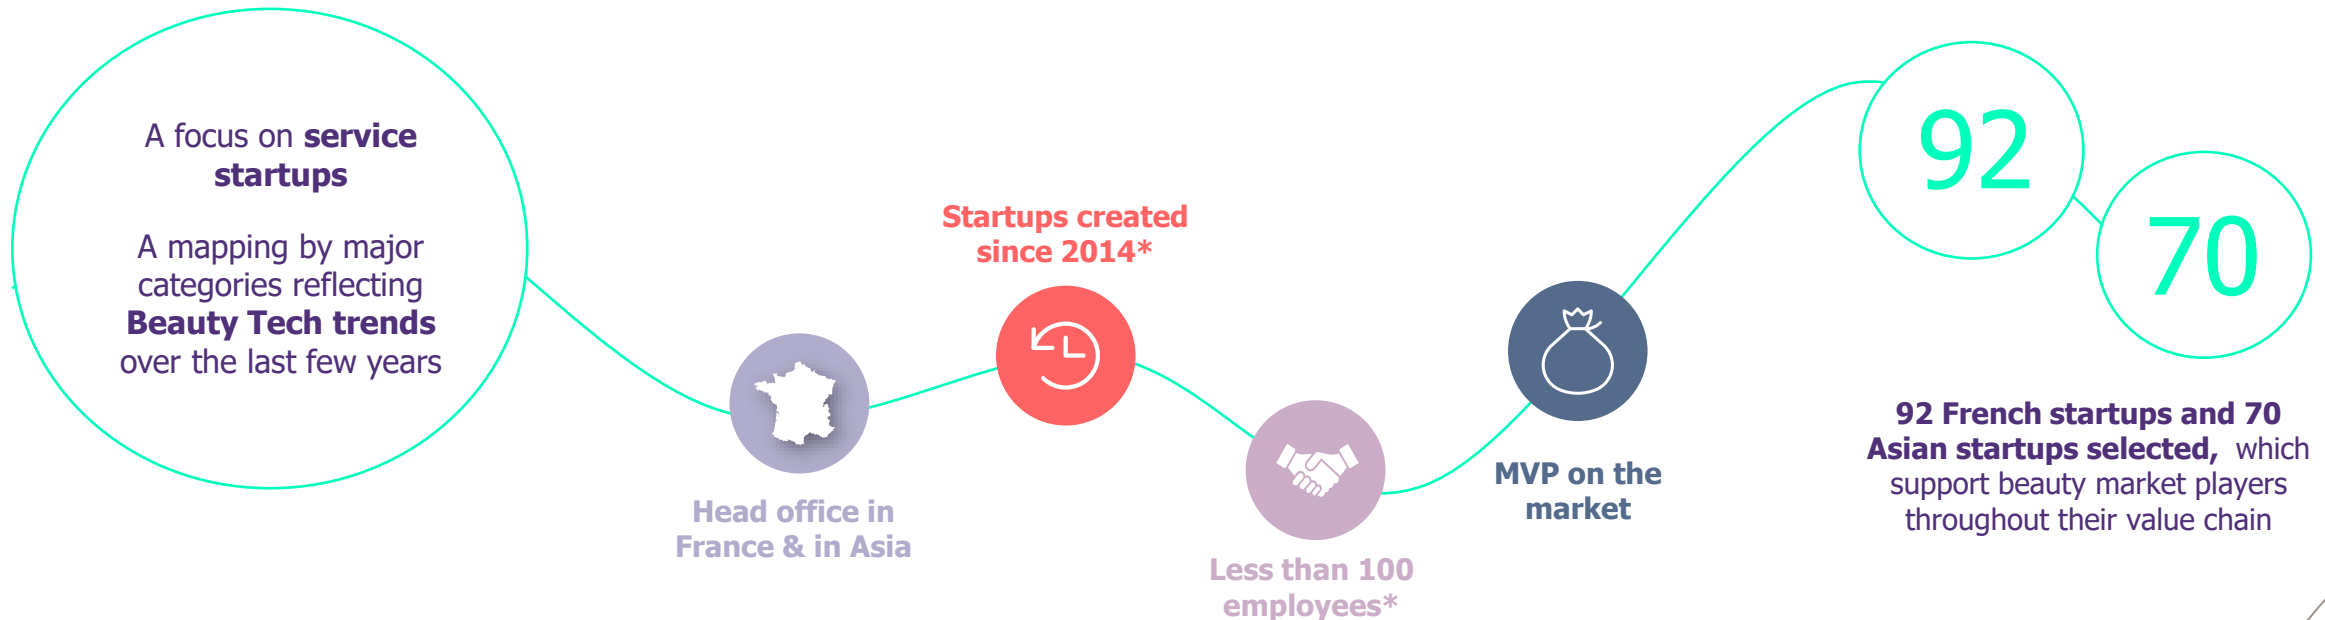 A focus on service
startups
A mapping by major
categories reflecting
Beauty Tech trends
over the last few years
Head office in
France & in Asia
Startups created
since 2014*
Less than 100
employees*
MVP on the
market
92
70
92 French startups and 70
Asian startups selected, which
support beauty market players
throughout their value chain